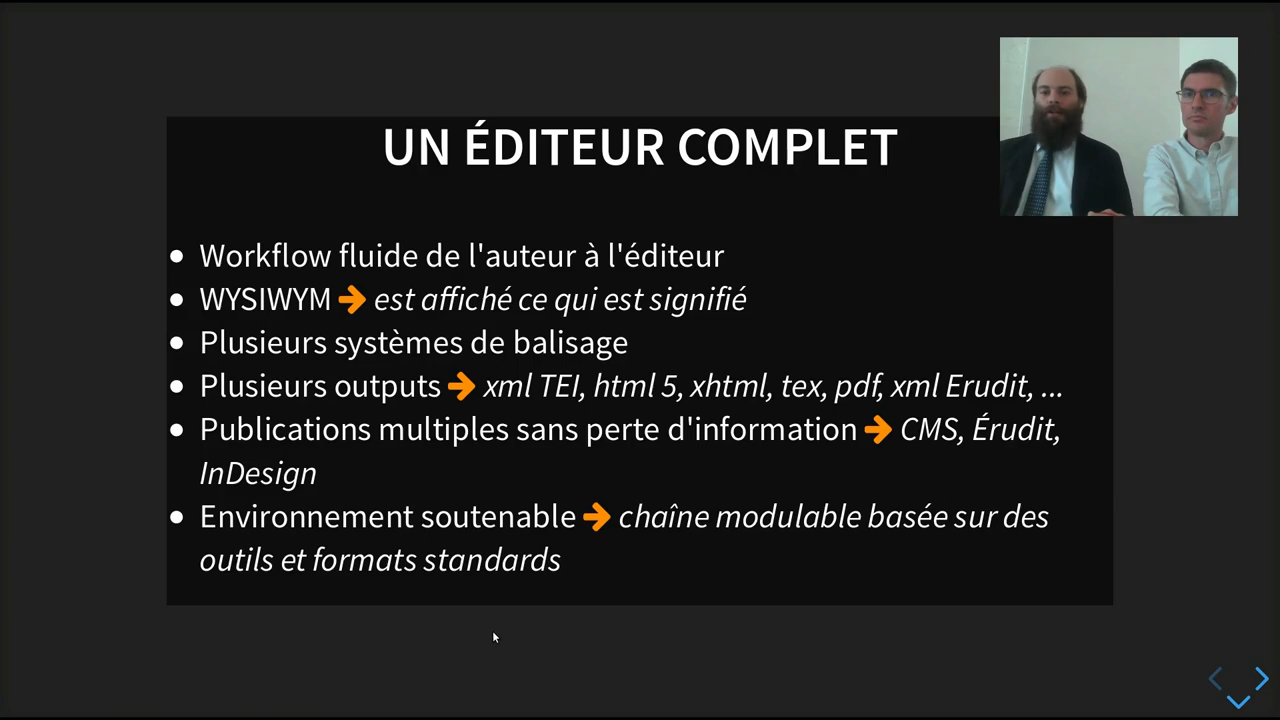 UN ÉDITEUR COMPLET
Workflow fluide de l'auteur à l'éditeur
WYSIWYM ➔ est affiché ce qui est signifié
Plusieurs systèmes de balisage
Plusieurs outputs ➔ xml TEI, html 5, xhtml, tex, pdf, xml Erudit, ...
Publications multiples sans perte d'information ➔ CMS, Érudit,
InDesign
Environnement soutenable ➔ chaîne modulable basée sur des
outils et formats standards